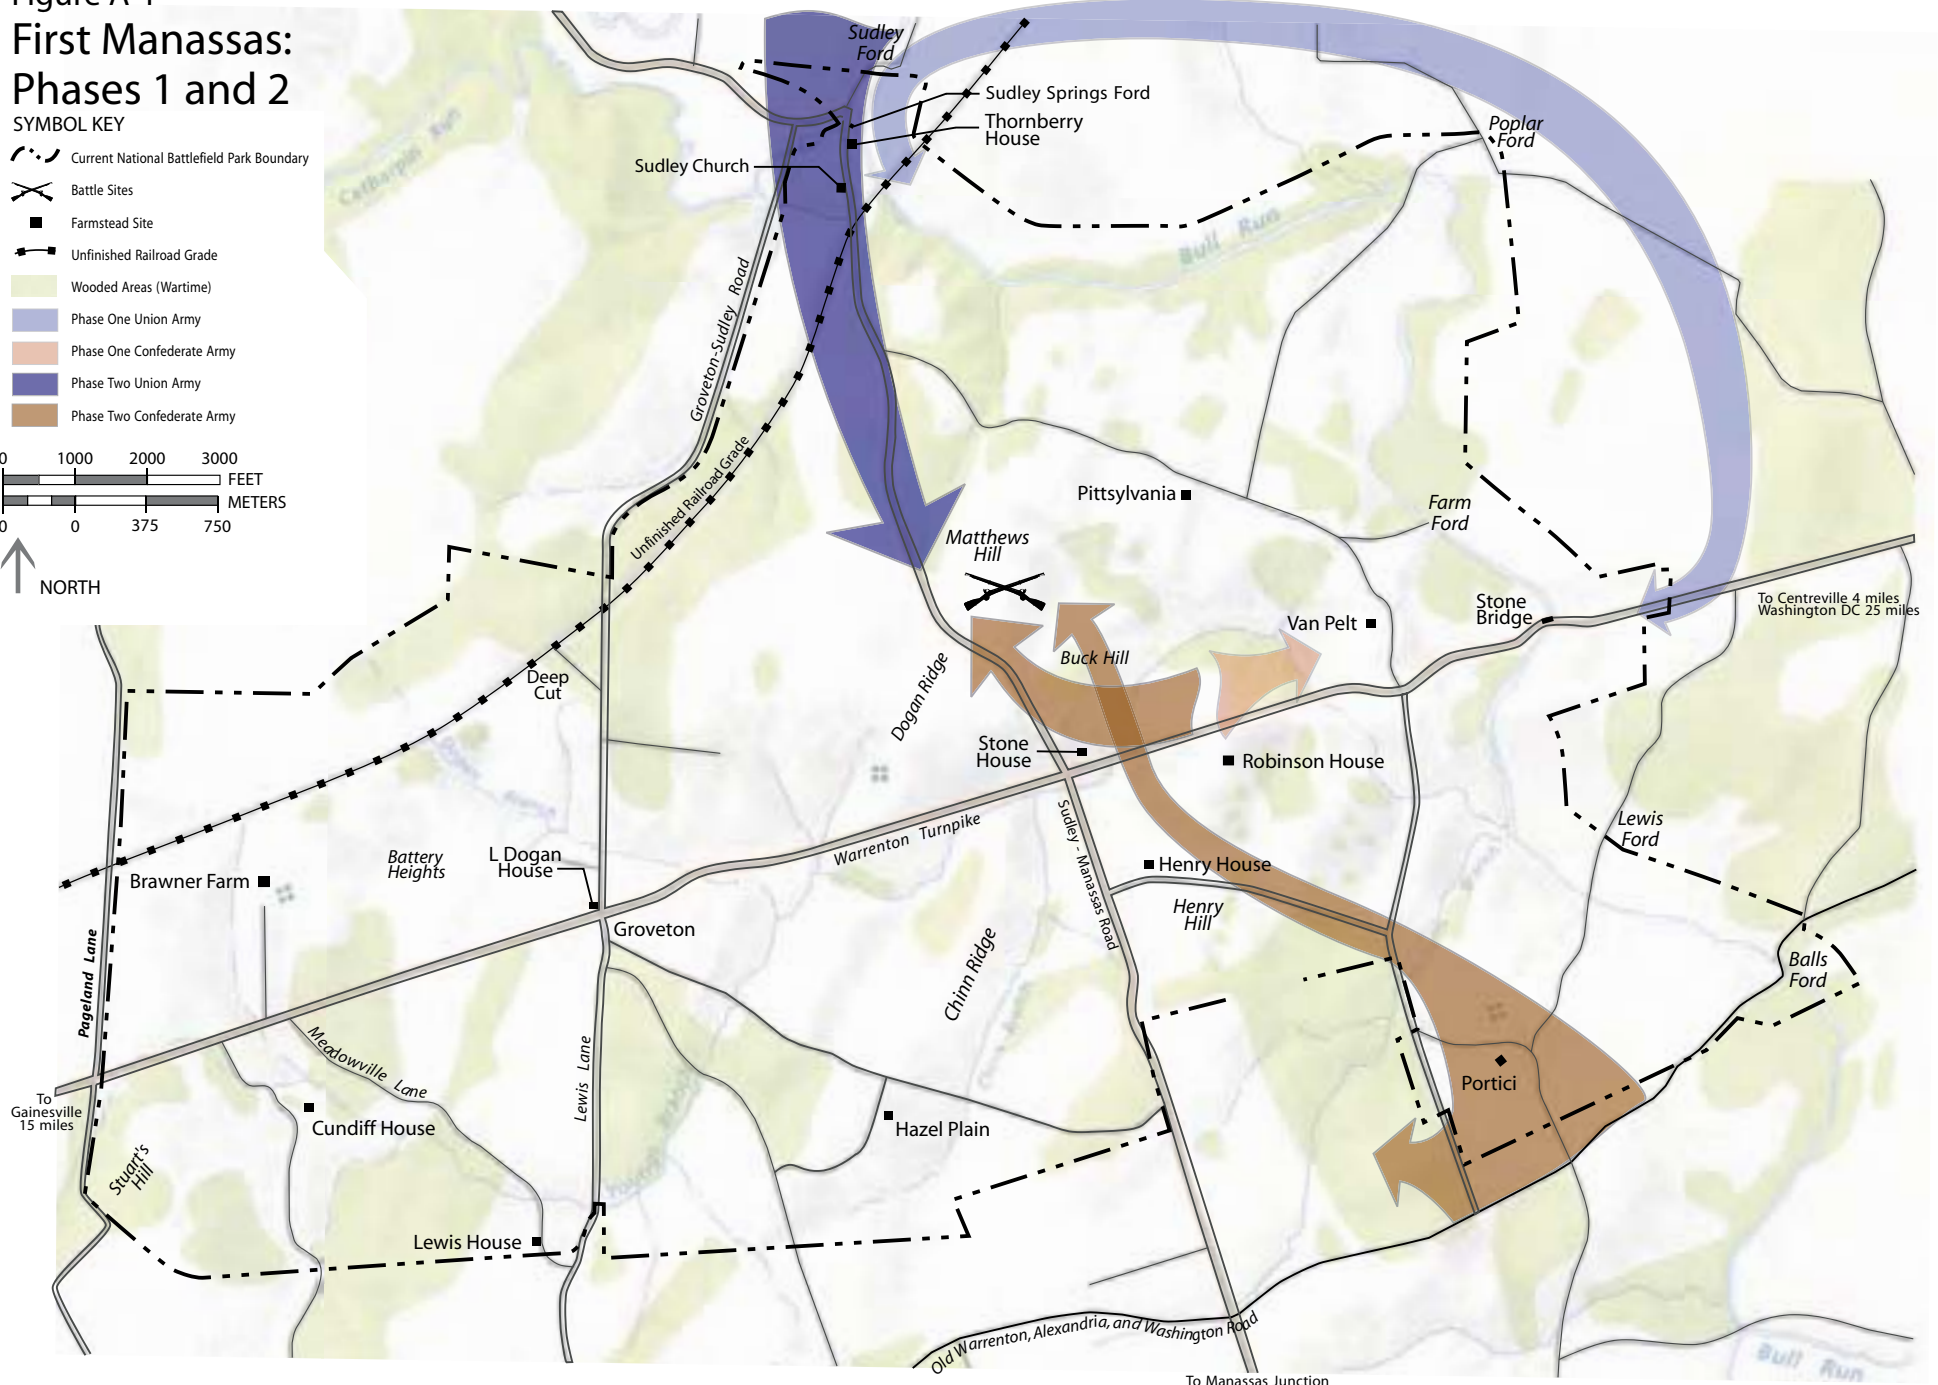 First Manassas:
Phases 1 and 2
SYMBOL KEY
Current National Battlefield Park Boundary
Battle Sites
Farmstead Site
Unfinished Railroad Grade
Wooded Areas (Wartime)
Phase One Union Army
Phase One Confederate Army
Phase Two Union Army
Phase Two Confederate Army
0 1000 2000 3000
FEET
METERS
0 0 375 750
NORTH
Sudley
Ford
Sudley Springs Ford
Thornberry
House
Sudley Church
Poplar
Ford
Catharpin Run
Bull Run
Groveton-Sudley Road
Unfinished Railroad Grade
Pittsylvania
Farm
Ford
Matthews
Hill
Stone
Bridge
To Centreville 4 miles
Washington DC 25 miles
Van Pelt
Buck Hill
Dogan Ridge
Deep
Cut
Stone
House
Robinson House
Warrenton Turnpike
Sudley - Manassas Road
Lewis
Ford
Battery
Heights
L Dogan
House
Brawner Farm
Henry House
Henry
Hill
Groveton
Chinn Ridge
Balls
Ford
Pageland Lane
Meadowville Lane
Lewis Lane
Portici
To
Gainesville
15 miles
Cundiff House
Hazel Plain
Stuart's
Hill
Lewis House
Old Warrenton, Alexandria, and Washington Road
Bull Run
To Manassas Junction